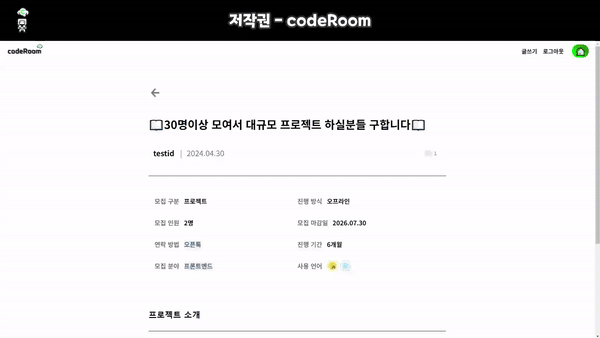 저작권 - codeRoom
codeRoom
글쓰기 로그아웃
30명이상 모여서 대규모 프로젝트 하실분들 구합니다
testid | 2024.04.30
1
모집 구분 프로젝트 진행 방식 오프라인
모집 인원 2명 모집 마감일 2026.07.30
연락 방법 오픈톡 진행 기간 6개월
모집 분야 프론트엔드 사용 언어
프로젝트 소개